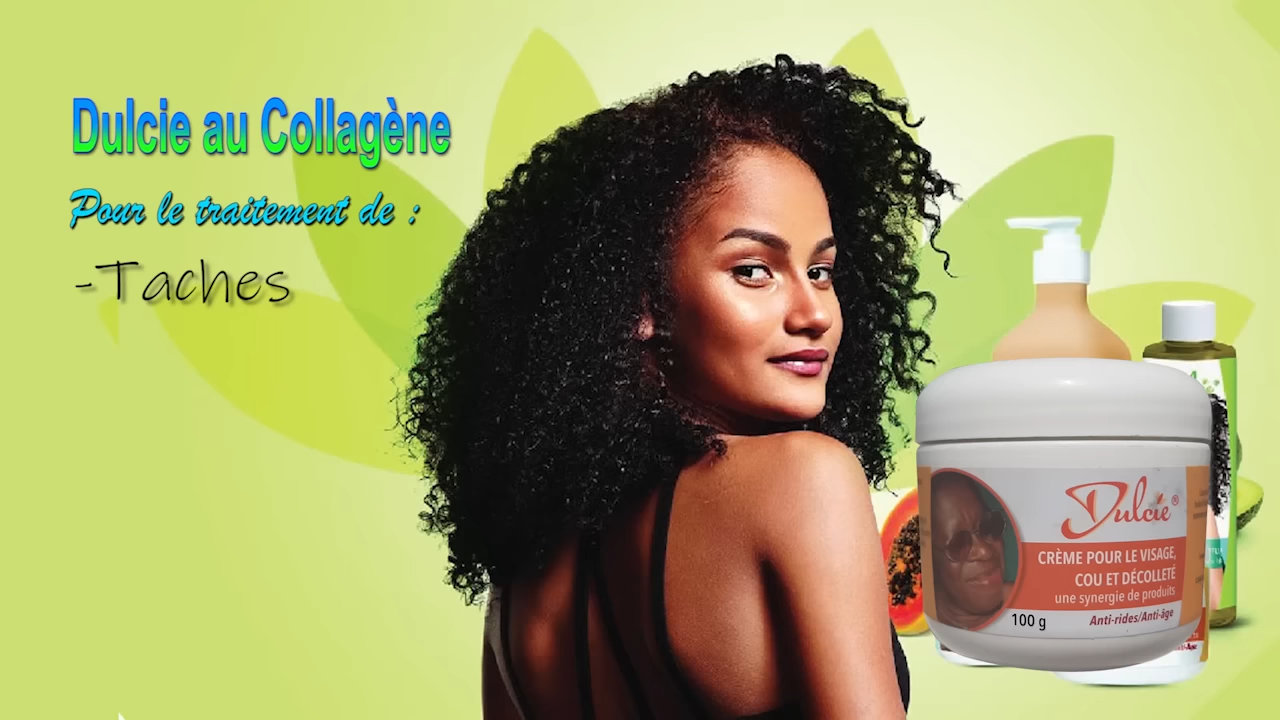 Dulcie au Collagène
Pour le traitement de :
-Taches
Dulcie®
CRÈME POUR LE VISAGE,
COU ET DÉCOLLETÉ
une synergie de produits
100 g
Anti-rides/Anti-âge